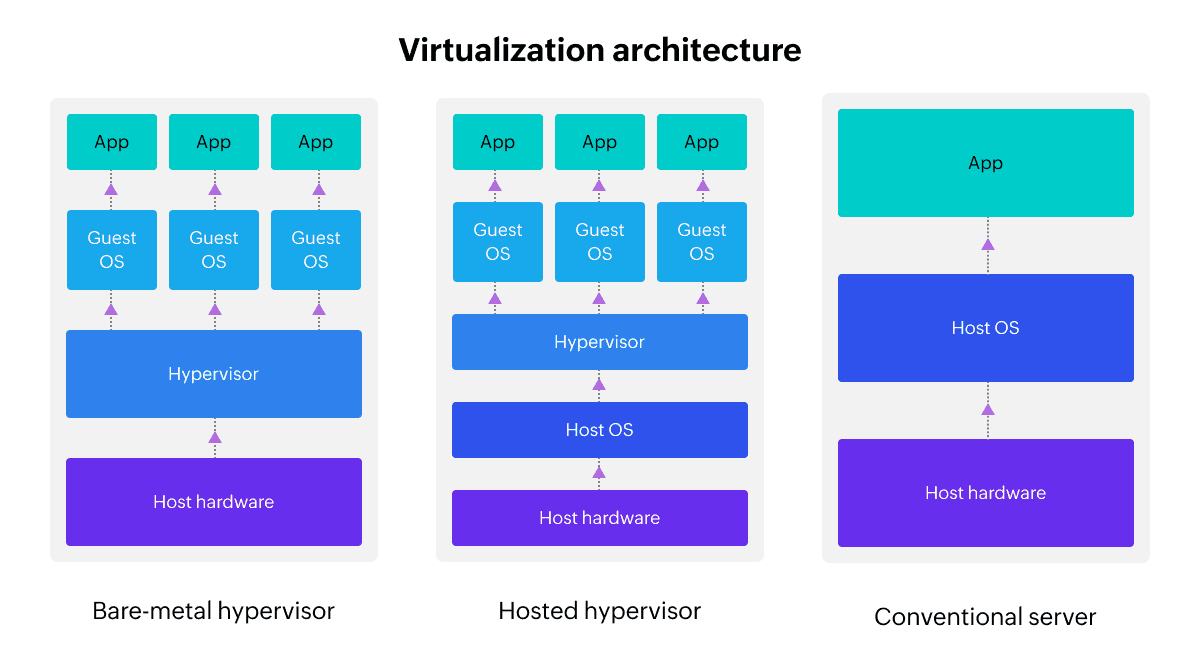 Virtualization architecture
App
App
App
Guest
OS
Guest
OS
Guest
OS
Hypervisor
Host hardware
Bare-metal hypervisor
App
App
App
Guest
OS
Guest
OS
Guest
OS
Hypervisor
Host OS
Host hardware
Hosted hypervisor
App
Host OS
Host hardware
Conventional server